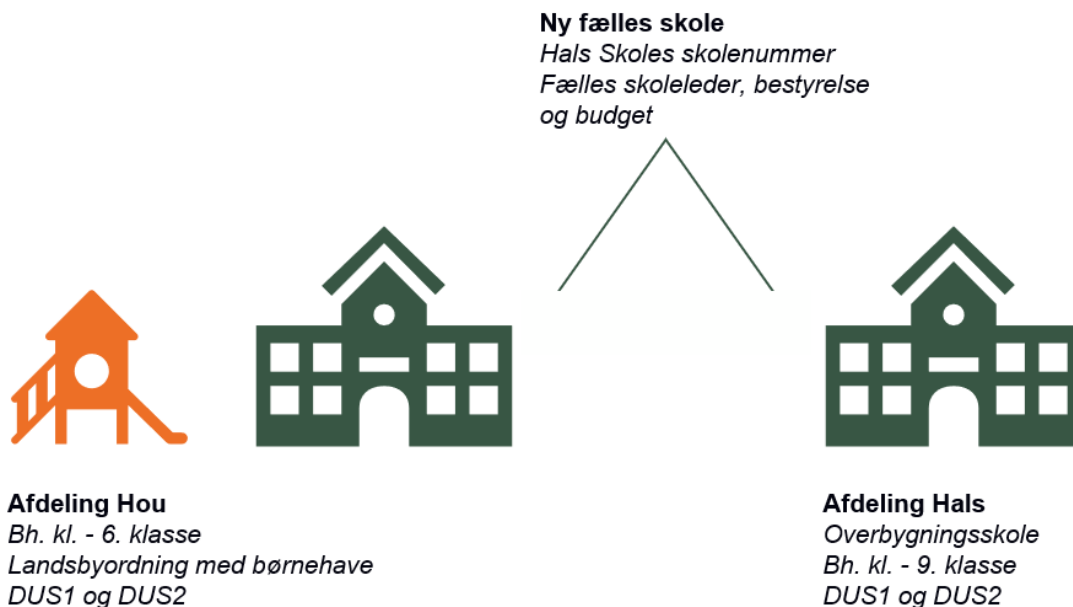 Ny fælles skole
Hals Skoles skolenummer
Fælles skoleleder, bestyrelse
og budget
Afdeling Hou
Bh. kl. - 6. klasse
Landsbyordning med børnehave
DUS1 og DUS2
Afdeling Hals
Overbygningsskole
Bh. kl. - 9. klasse
DUS1 og DUS2